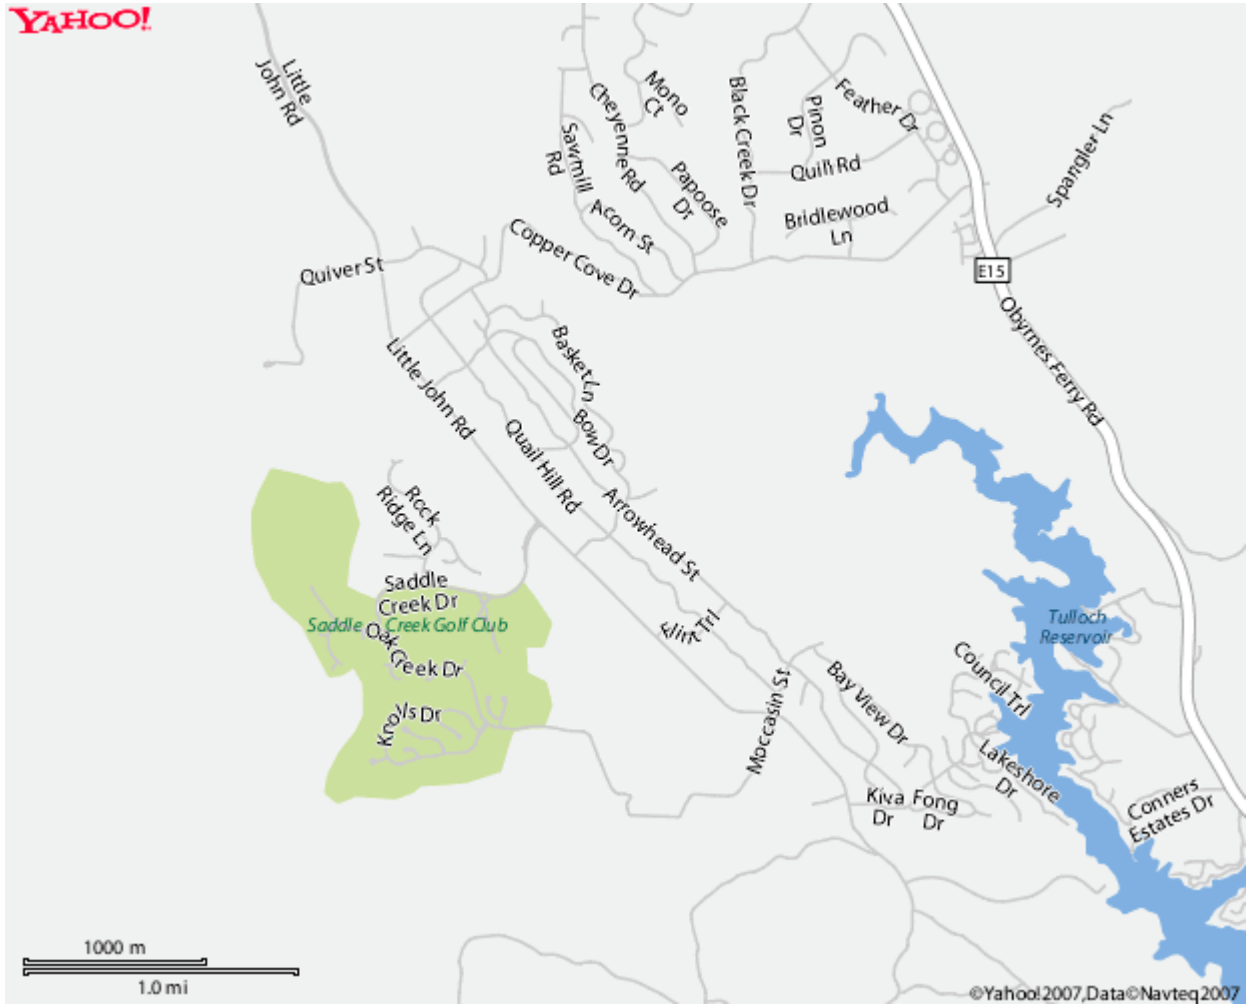 YAHOO!
Little
John Rd
Mono
Ct
Cheyenne Rd
Sawmill
Rd
Black Creek Dr
Pinon
Dr
Feather Dr
Spangler Ln
Papoose
Dr
Quill Rd
Acorn St
Bridlewood
Ln
Copper Cove Dr
Quiver St
E15
Obyrnes Ferry Rd
Basket Ln
Little John Rd
Bow Dr
Quail Hill Rd
Rock
Ridge Ln
Arrowhead St
Saddle
Creek Dr
Saddle Creek Golf Club
Oak
Creek Dr
Flint Trl
Tulloch
Reservoir
Council Trl
Bay View Dr
Moccasin St
Knolls Dr
Lakeshore
Dr
Kiva
Dr
Fong
Dr
Conners
Estates Dr
1000 m
1.0 mi
©Yahoo!2007,Data©Navteq2007